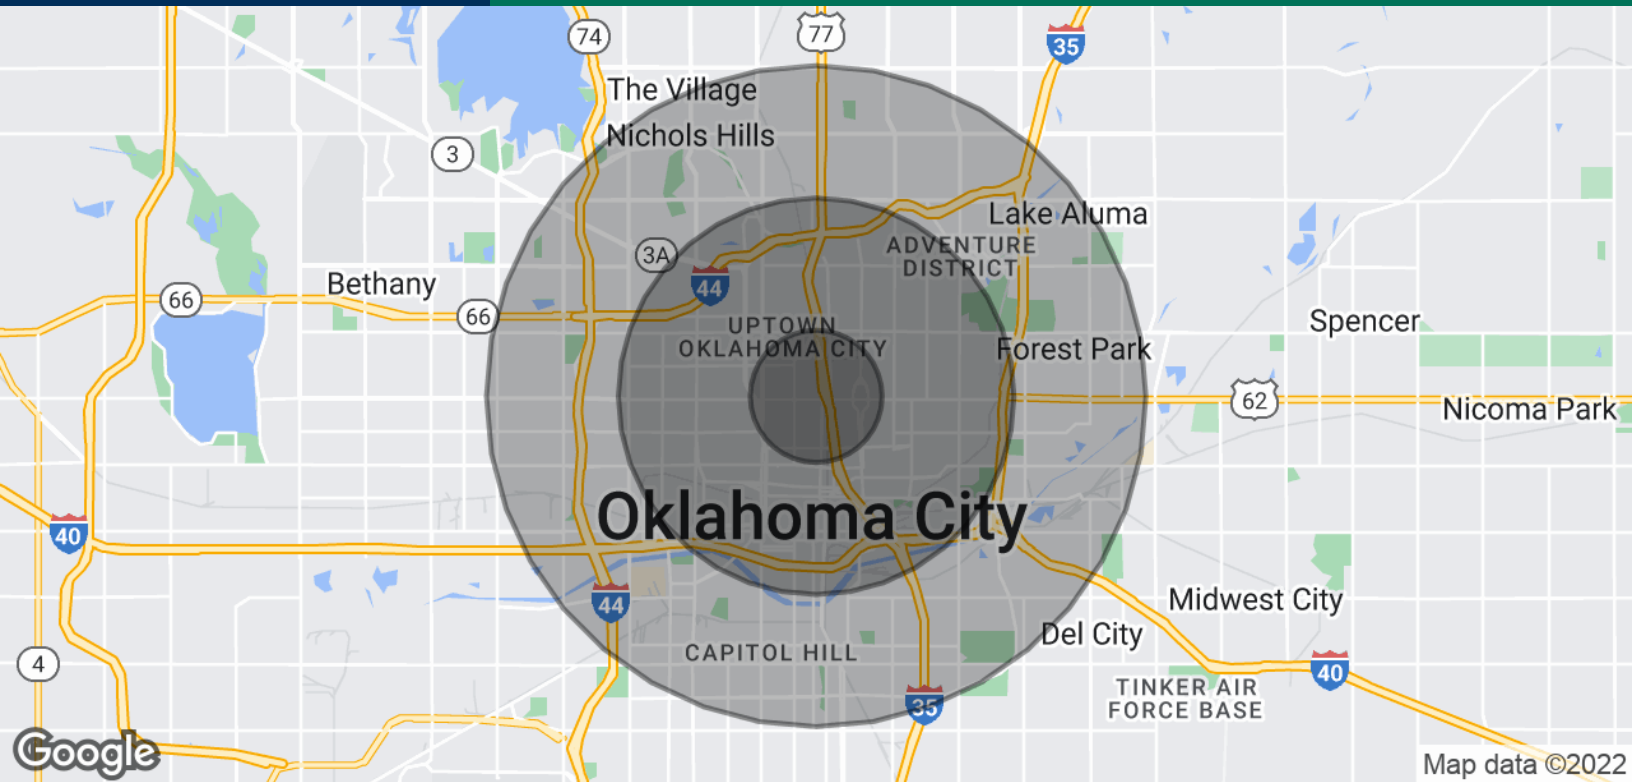 74
77
35
The Village
Nichols Hills
3
Lake Aluma
ADVENTURE
DISTRICT
3A
Bethany
44
66
66
UPTOWN
OKLAHOMA CITY
Spencer
Forest Park
62
Nicoma Park
Oklahoma City
40
44
Midwest City
Del City
CAPITOL HILL
4
40
TINKER AIR
FORCE BASE
35
Google
Map data ©2022